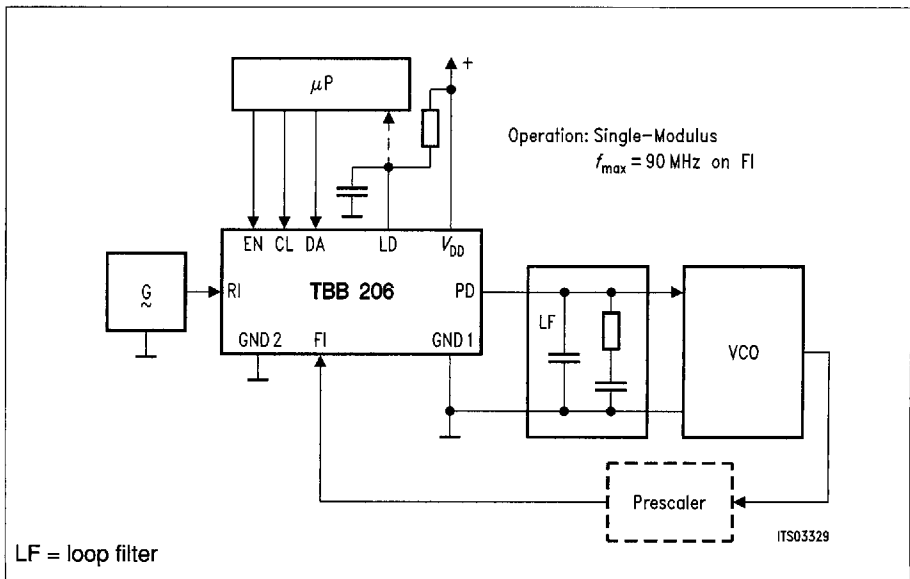 μP
+
Operation: Single-Modulus
f_max = 90 MHz on FI
EN CL DA LD V_DD
G
~
RI
TBB 206
PD
GND 2 FI GND 1
LF
VCO
Prescaler
ITS03329
LF = loop filter